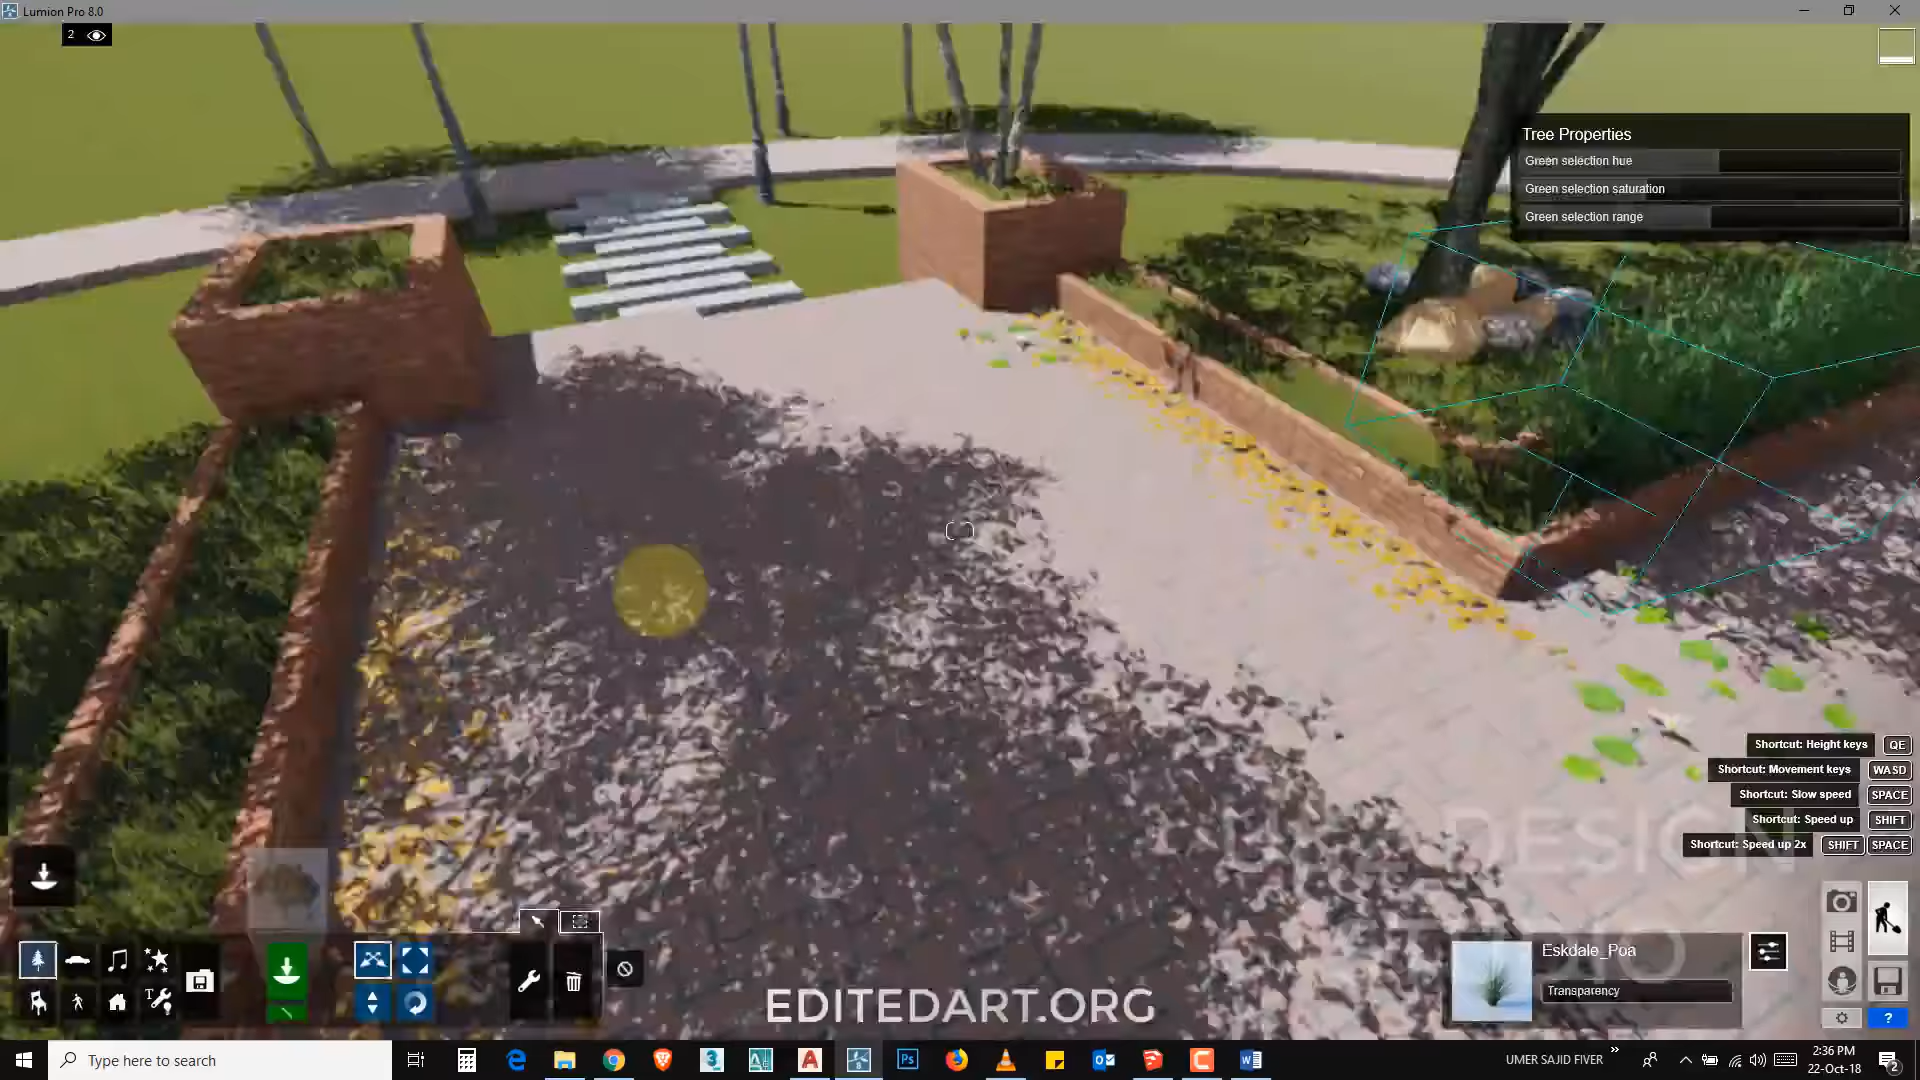 Lumion Pro 8.0
2
Tree Properties
Green selection hue
Green selection saturation
Green selection range
Shortcut: Height keys QE
Shortcut: Movement keys WASD
Shortcut: Slow speed SPACE
Shortcut: Speed up SHIFT
Shortcut: Speed up 2x SHIFT SPACE
DESIGN
Eskdale_Poa
Transparency
?
EDITEDART.ORG
Type here to search
UMER SAJID FIVER
2:36 PM
22-Oct-18
2